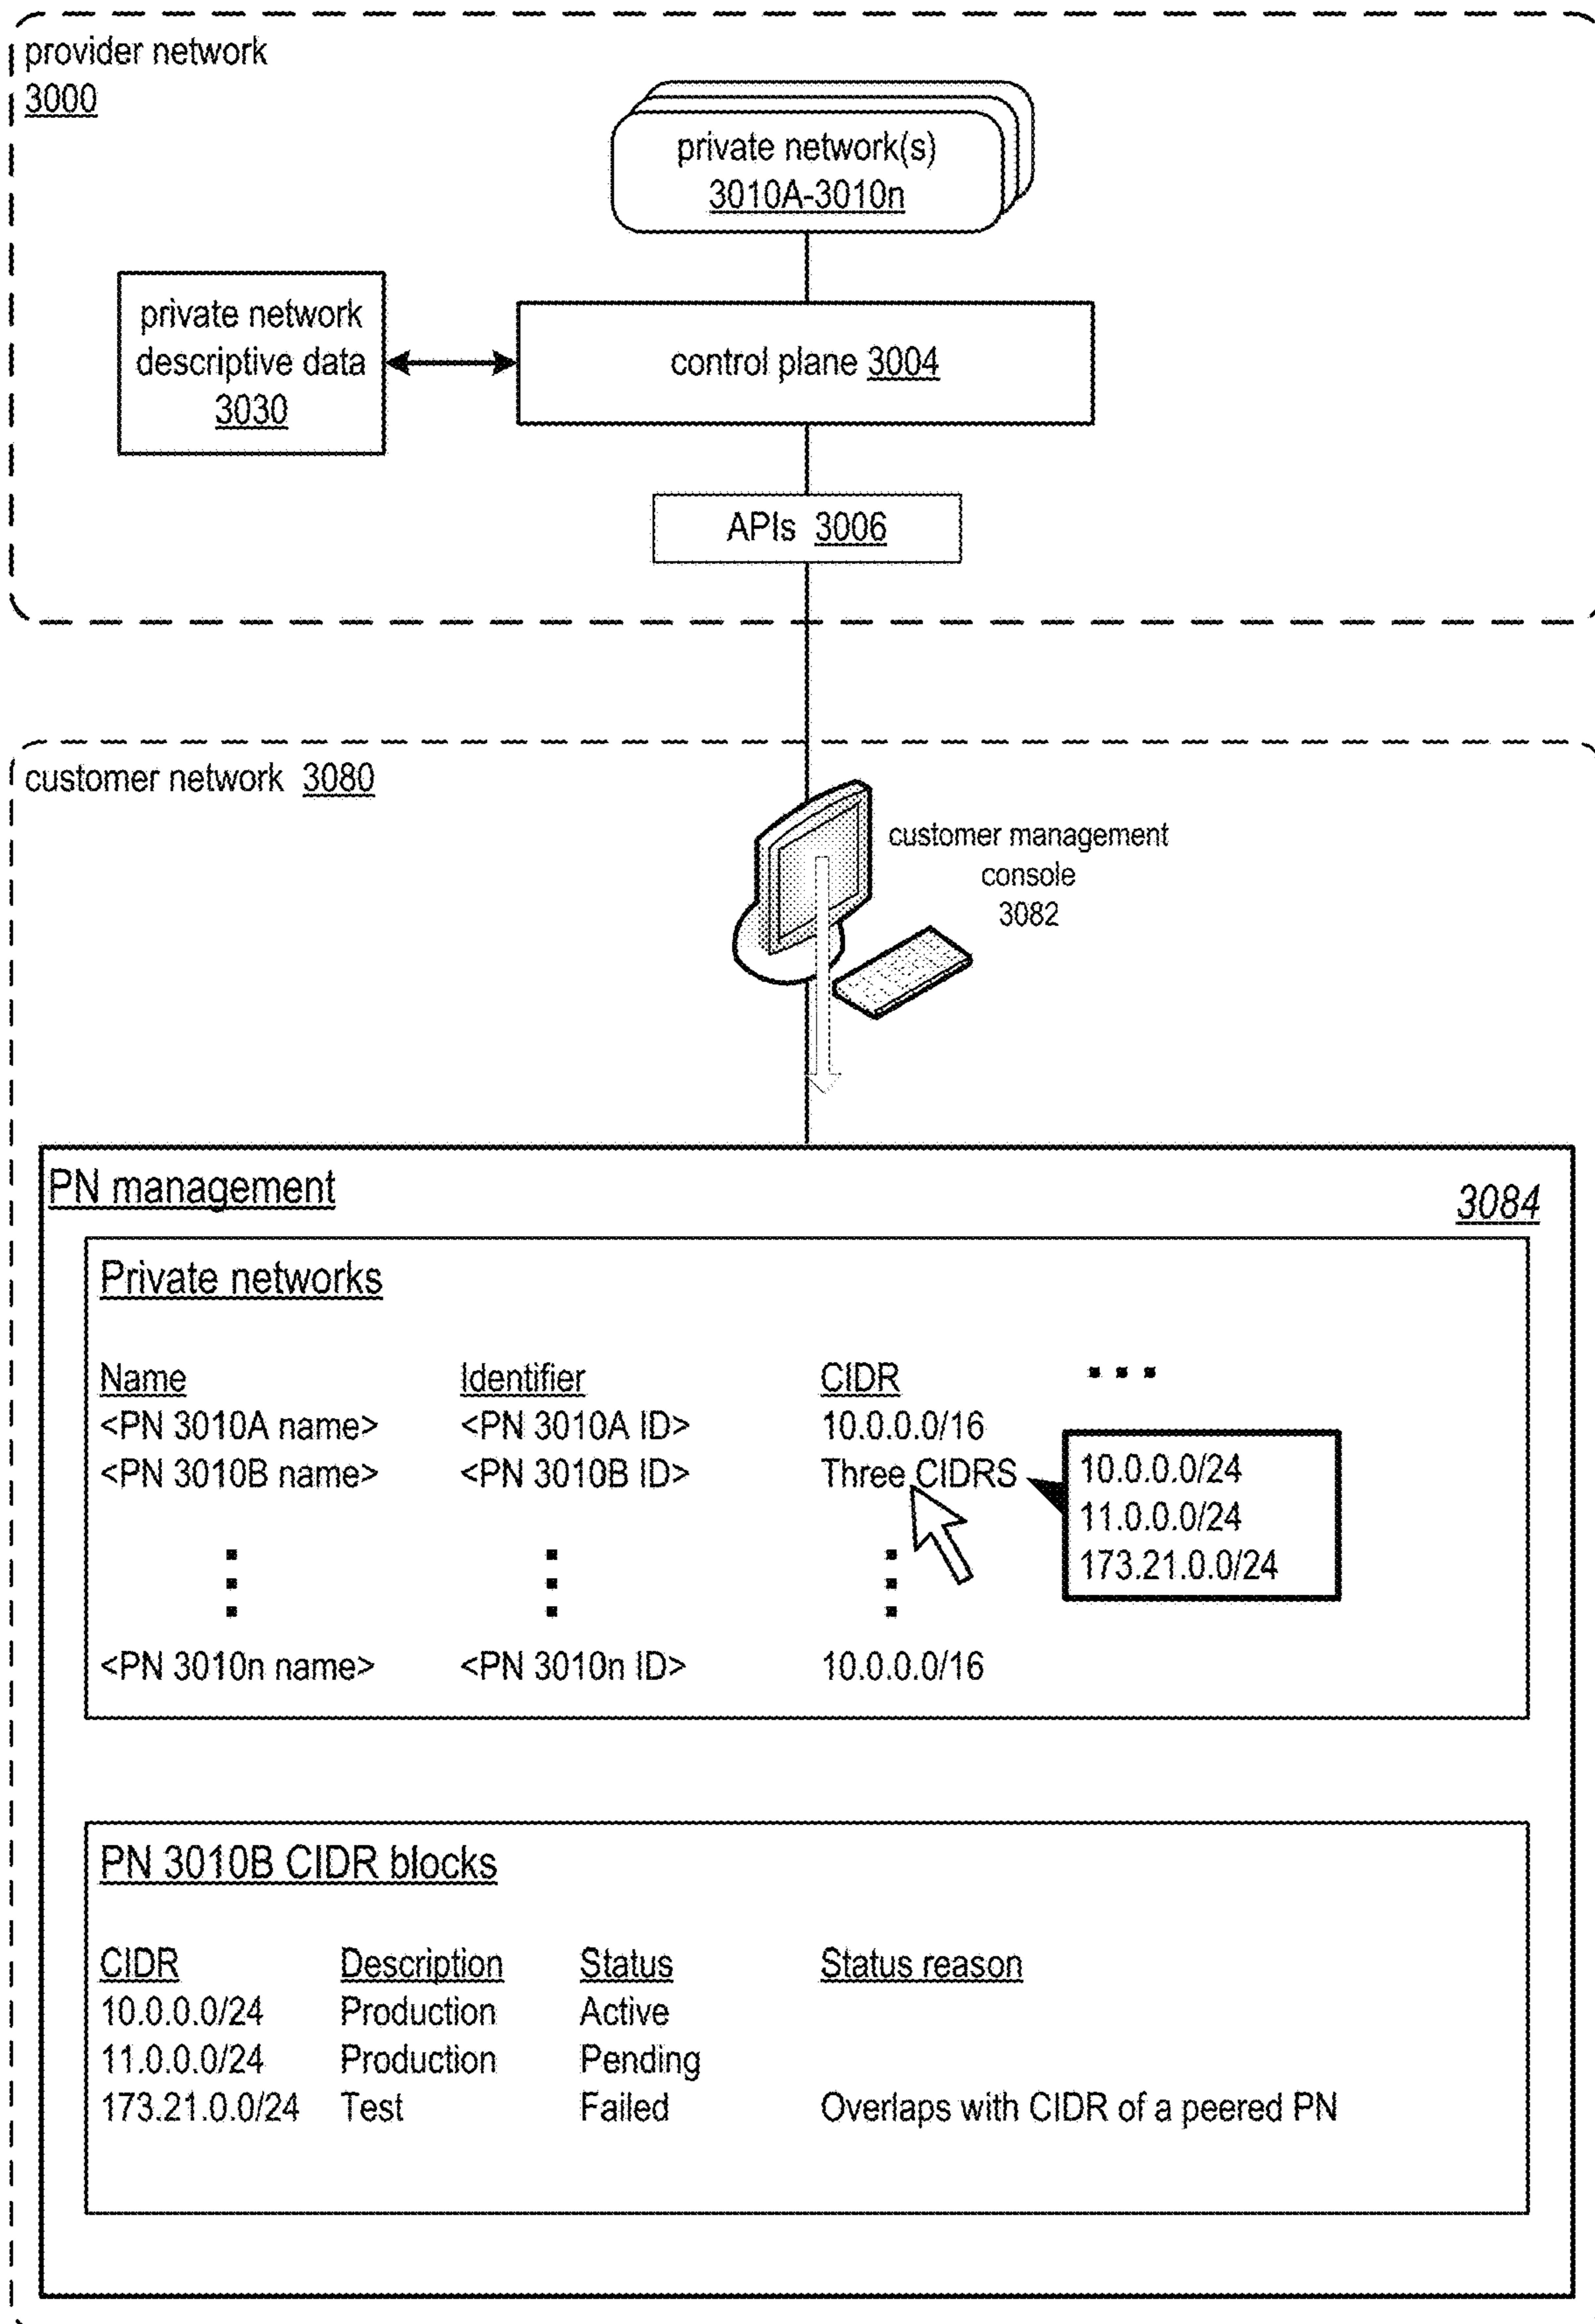 provider network
3000
private network(s)
3010A-3010n
private network
descriptive data
3030
control plane 3004
APIs 3006
customer network 3080
customer management
console
3082
PN management 3084
Private networks
Name Identifier CIDR ...
<PN 3010A name> <PN 3010A ID> 10.0.0.0/16
<PN 3010B name> <PN 3010B ID> Three CIDRS
10.0.0.0/24
11.0.0.0/24
173.21.0.0/24
<PN 3010n name> <PN 3010n ID> 10.0.0.0/16
PN 3010B CIDR blocks
CIDR Description Status Status reason
10.0.0.0/24 Production Active
11.0.0.0/24 Production Pending
173.21.0.0/24 Test Failed Overlaps with CIDR of a peered PN